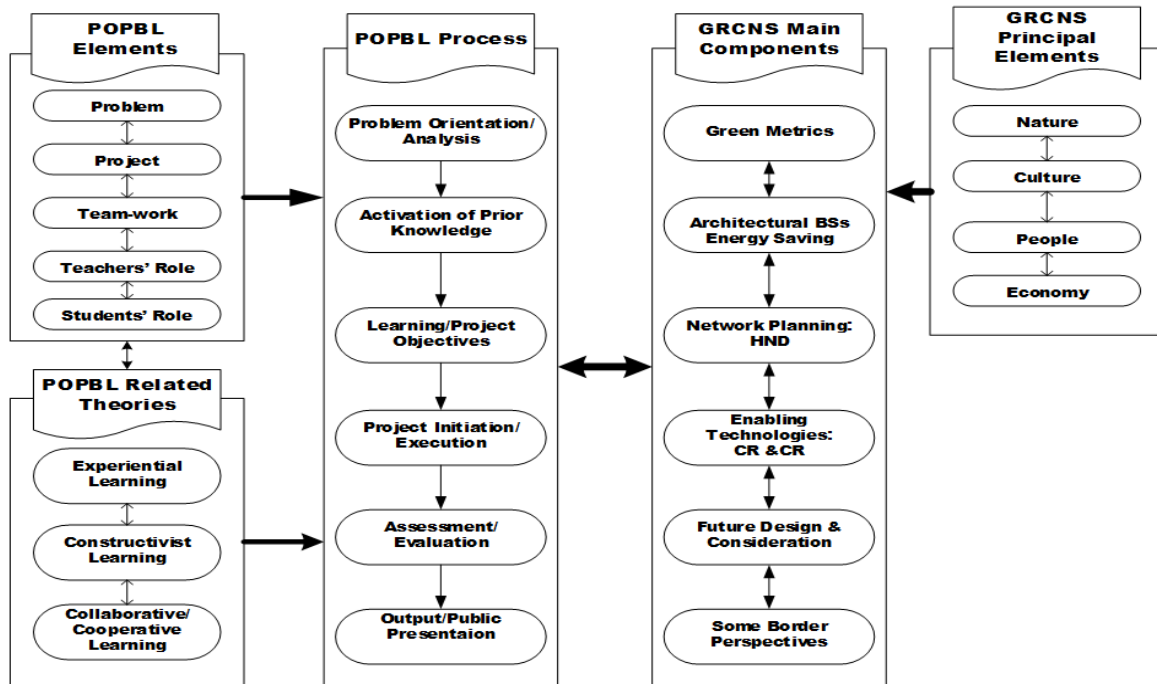 POPBL
Elements
Problem
Project
Team-work
Teachers' Role
Students' Role
POPBL Related
Theories
Experiential
Learning
Constructivist
Learning
Collaborative/
Cooperative
Learning
POPBL Process
Problem Orientation/
Analysis
Activation of Prior
Knowledge
Learning/Project
Objectives
Project Initiation/
Execution
Assessment/
Evaluation
Output/Public
Presentaion
GRCNS Main
Components
Green Metrics
Architectural BSs
Energy Saving
Network Planning:
HND
Enabling
Technologies:
CR &CR
Future Design &
Consideration
Some Border
Perspectives
GRCNS
Principal
Elements
Nature
Culture
People
Economy